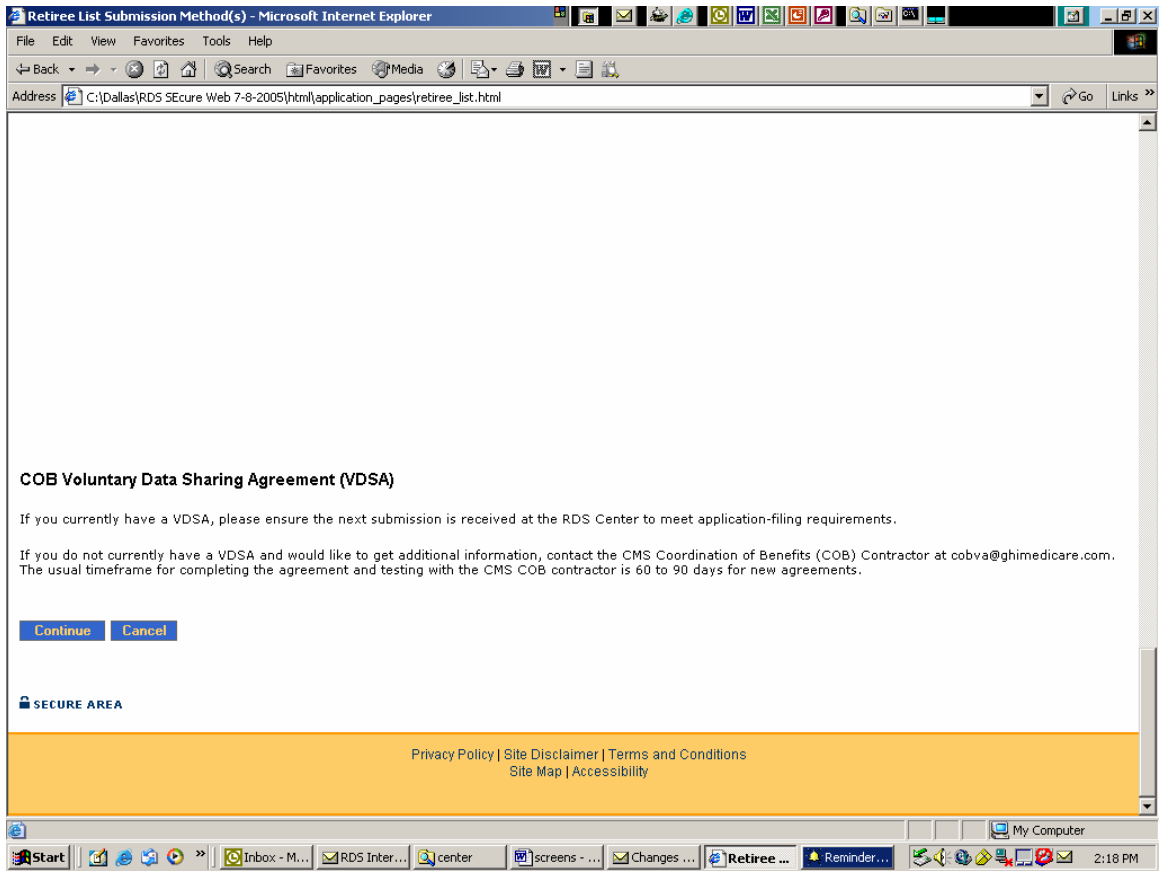 Retiree List Submission Method(s) - Microsoft Internet Explorer
File Edit View Favorites Tools Help
Back Search Favorites Media
Address C:\Dallas\RDS SEcure Web 7-8-2005\html\application_pages\retiree_list.html Go Links »
COB Voluntary Data Sharing Agreement (VDSA)
If you currently have a VDSA, please ensure the next submission is received at the RDS Center to meet application-filing requirements.
If you do not currently have a VDSA and would like to get additional information, contact the CMS Coordination of Benefits (COB) Contractor at cobva@ghimedicare.com.
The usual timeframe for completing the agreement and testing with the CMS COB contractor is 60 to 90 days for new agreements.
Continue Cancel
SECURE AREA
Privacy Policy | Site Disclaimer | Terms and Conditions
Site Map | Accessibility
My Computer
Start » Inbox - M... RDS Inter... center screens - ... Changes ... Retiree ... Reminder... 2:18 PM